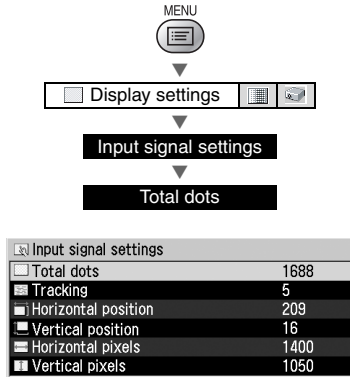 MENU
Display settings
Input signal settings
Total dots
Input signal settings
Total dots 1688
Tracking 5
Horizontal position 209
Vertical position 16
Horizontal pixels 1400
Vertical pixels 1050